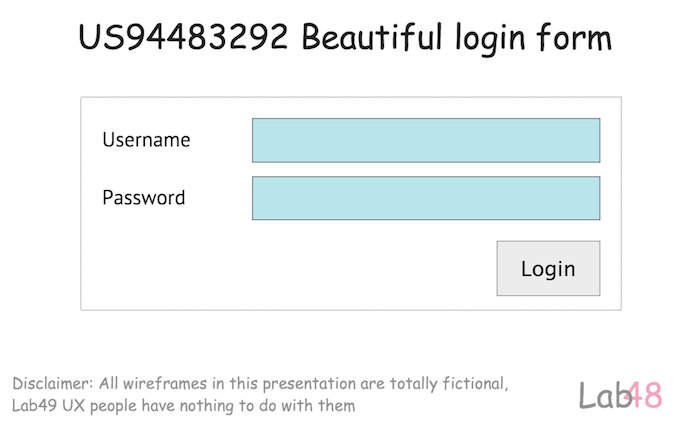 US94483292 Beautiful login form
Username
Password
Login
Disclaimer: All wireframes in this presentation are totally fictional,
Lab49 UX people have nothing to do with them
Lab48